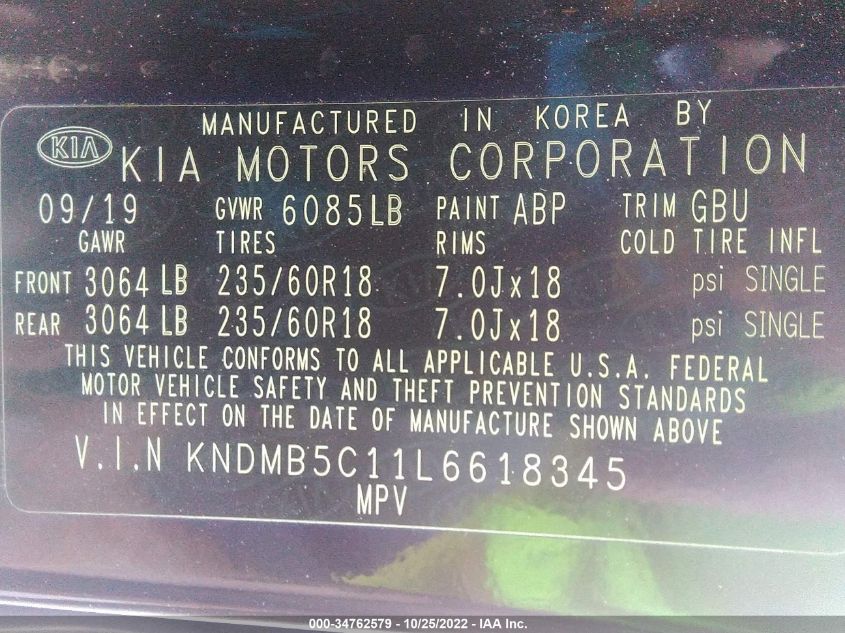 MANUFACTURED IN KOREA BY
KIA KIA MOTORS CORPORATION
09/19 GVWR 6085LB PAINT ABP TRIM GBU
GAWR TIRES RIMS COLD TIRE INFL
FRONT 3064 LB 235/60R18 7.0Jx18 psi SINGLE
REAR 3064 LB 235/60R18 7.0Jx18 psi SINGLE
THIS VEHICLE CONFORMS TO ALL APPLICABLE U.S.A. FEDERAL
MOTOR VEHICLE SAFETY AND THEFT PREVENTION STANDARDS
IN EFFECT ON THE DATE OF MANUFACTURE SHOWN ABOVE
V.I.N KNDMB5C11L6618345
MPV
000-34762579 - 10/25/2022 - IAA Inc.